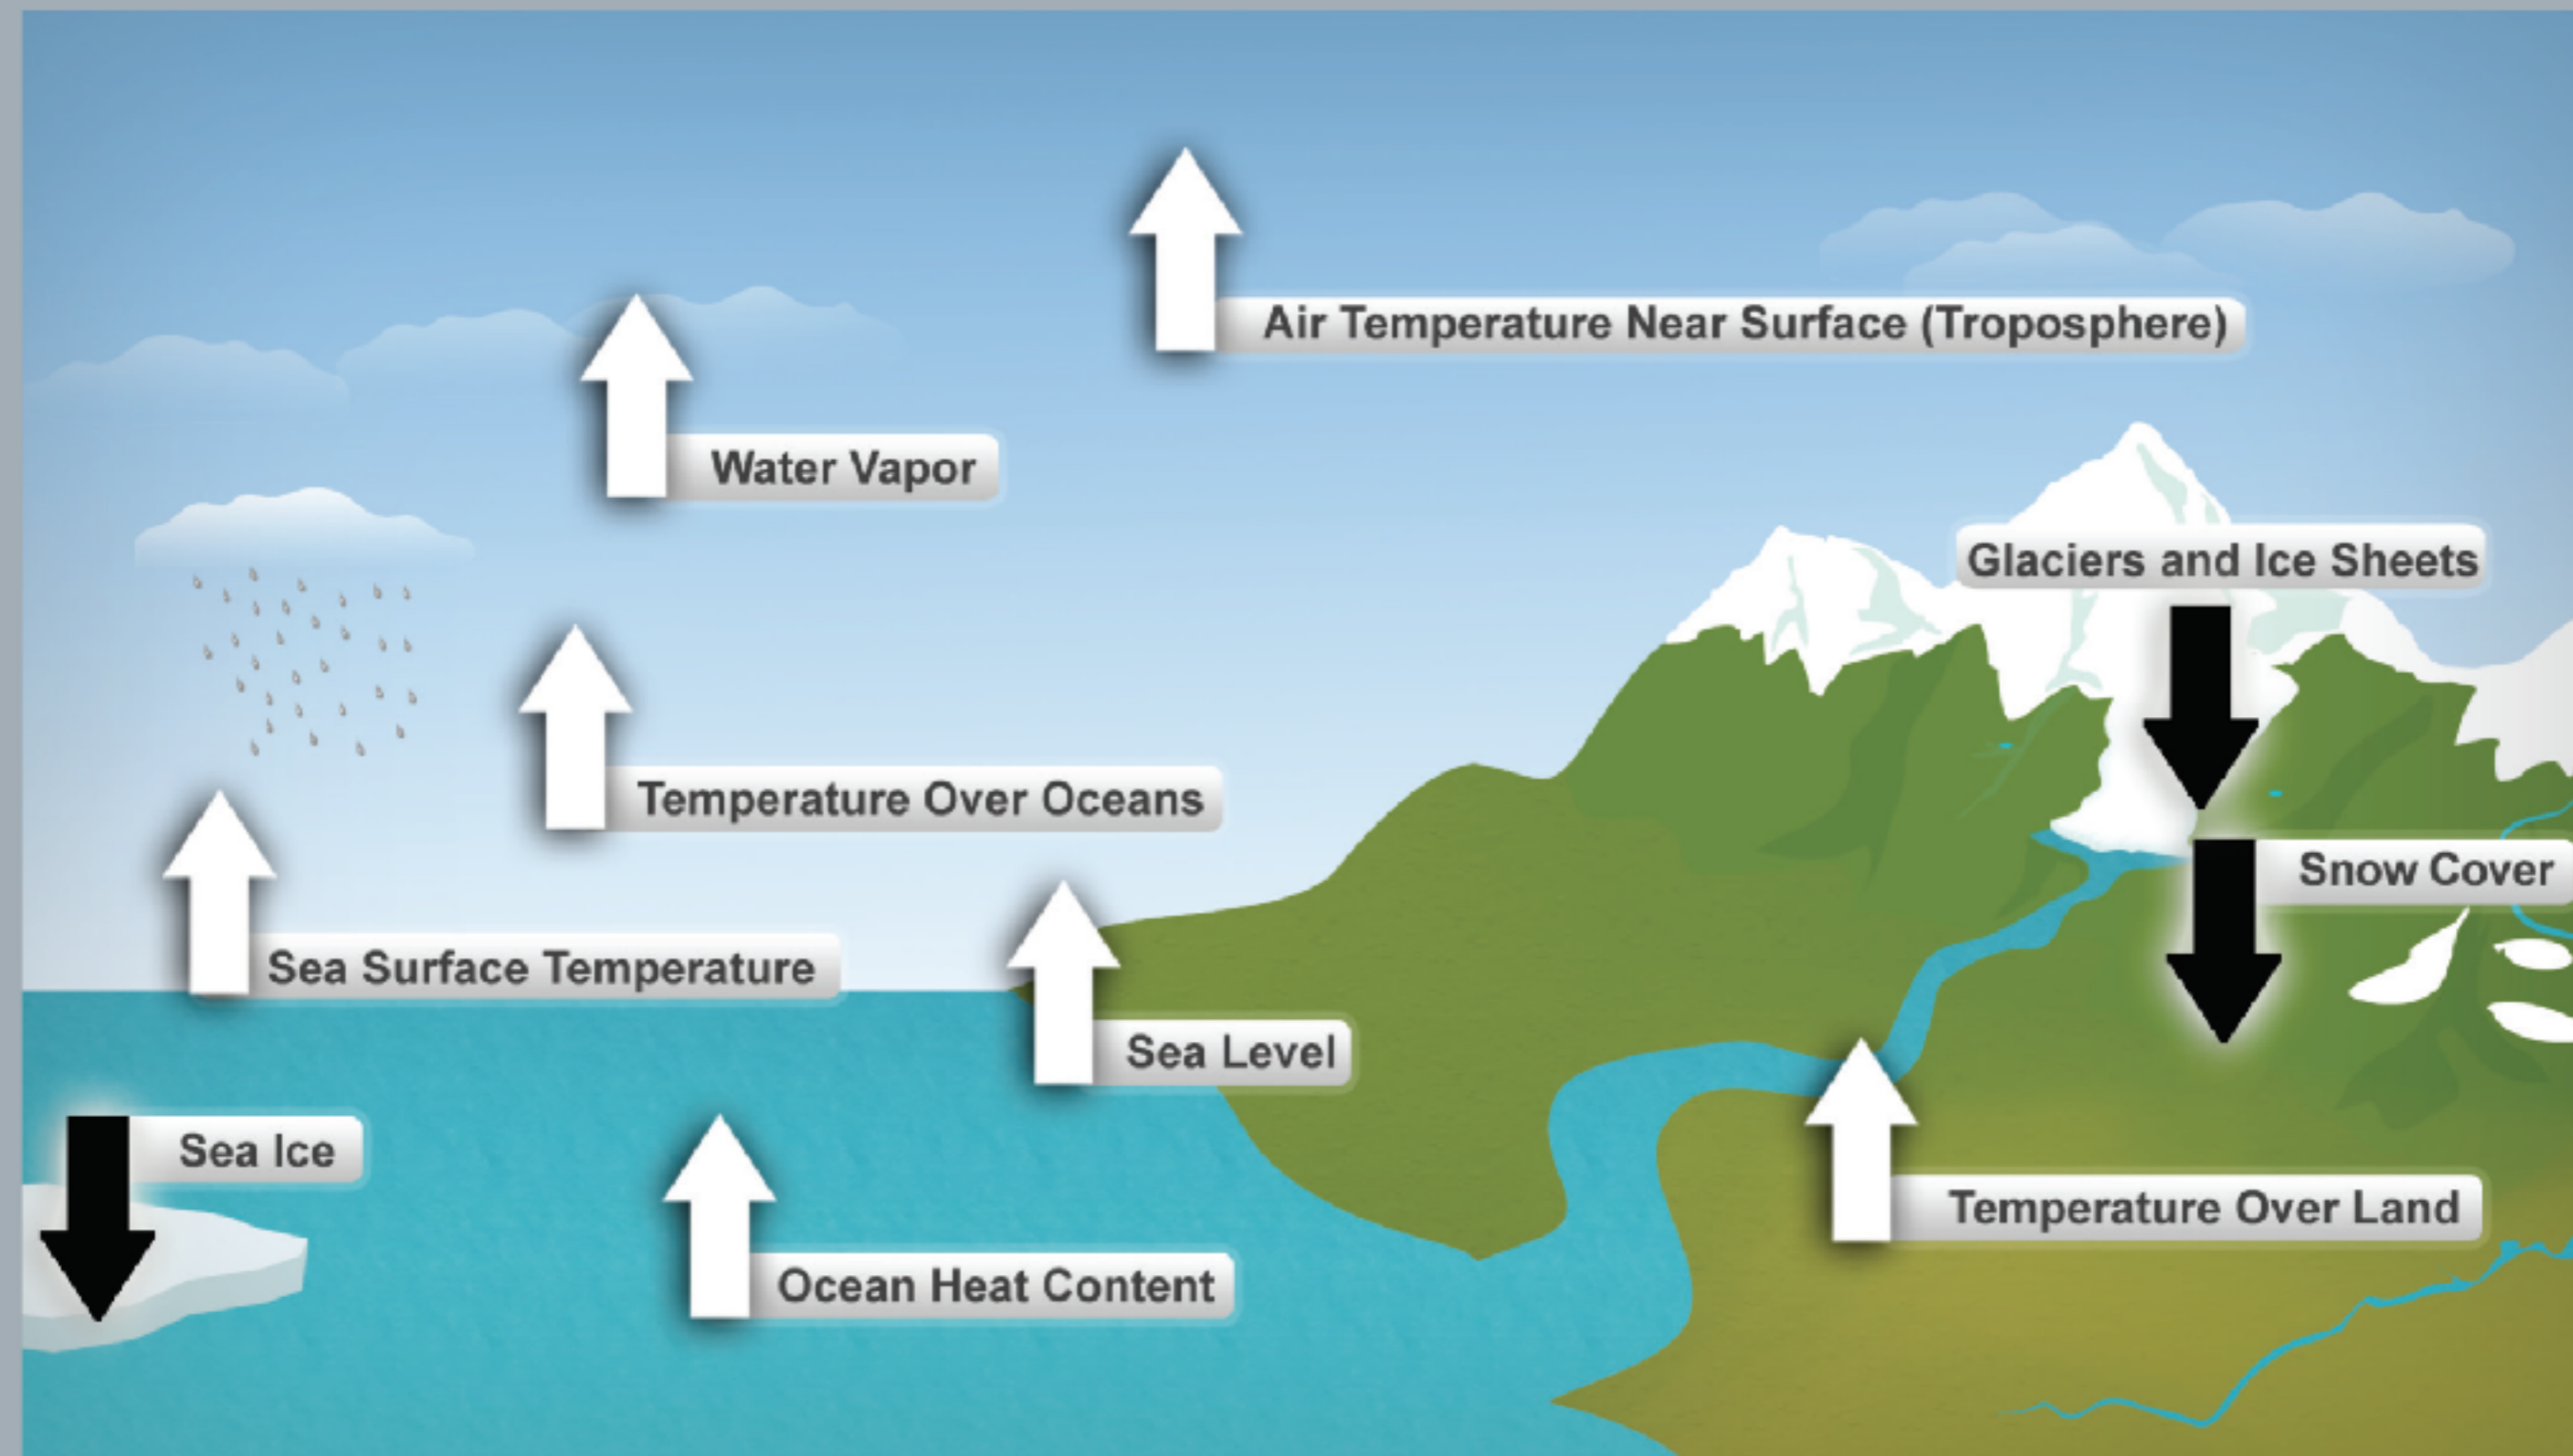 Air Temperature Near Surface (Troposphere)
Water Vapor
Glaciers and Ice Sheets
Temperature Over Oceans
Snow Cover
Sea Surface Temperature
Sea Level
Sea Ice
Temperature Over Land
Ocean Heat Content